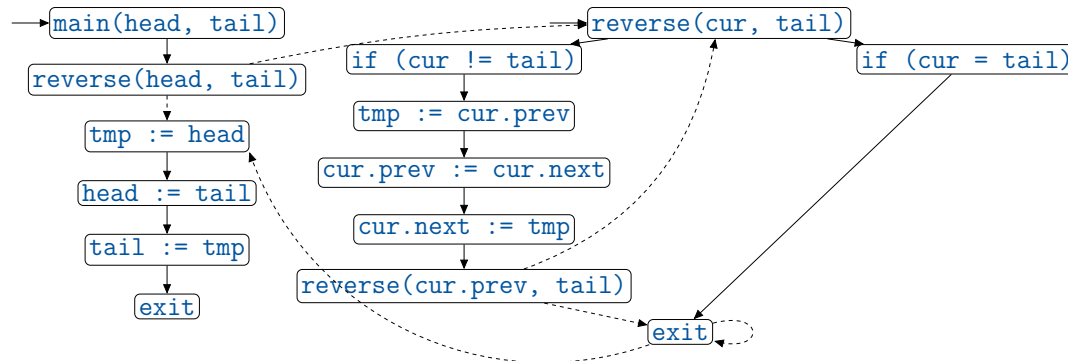 main(head, tail)
reverse(head, tail)
tmp := head
head := tail
tail := tmp
exit
reverse(cur, tail)
if (cur != tail)
if (cur = tail)
tmp := cur.prev
cur.prev := cur.next
cur.next := tmp
reverse(cur.prev, tail)
exit